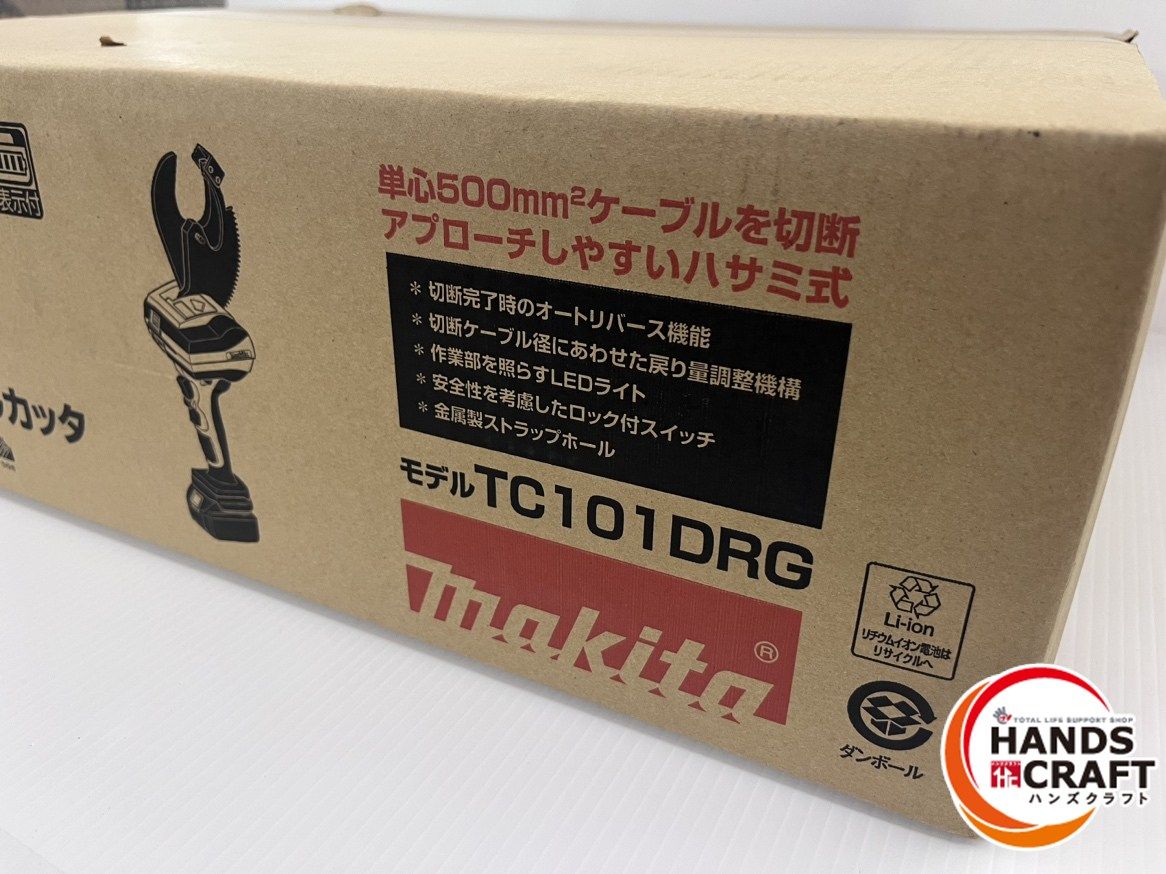 表示付
カッタ
単心500mm²ケーブルを切断
アプローチしやすいハサミ式
＊ 切断完了時のオートリバース機能
＊ 切断ケーブル径にあわせた戻り量調整機構
＊ 作業部を照らすLEDライト
＊ 安全性を考慮したロック付スイッチ
＊ 金属製ストラップホール
モデルTC101DRG
makita®
Li-ion
リチウムイオン電池は
リサイクルへ
ダンボール
TOTAL LIFE SUPPORT SHOP
HANDS
CRAFT
ハンズクラフト